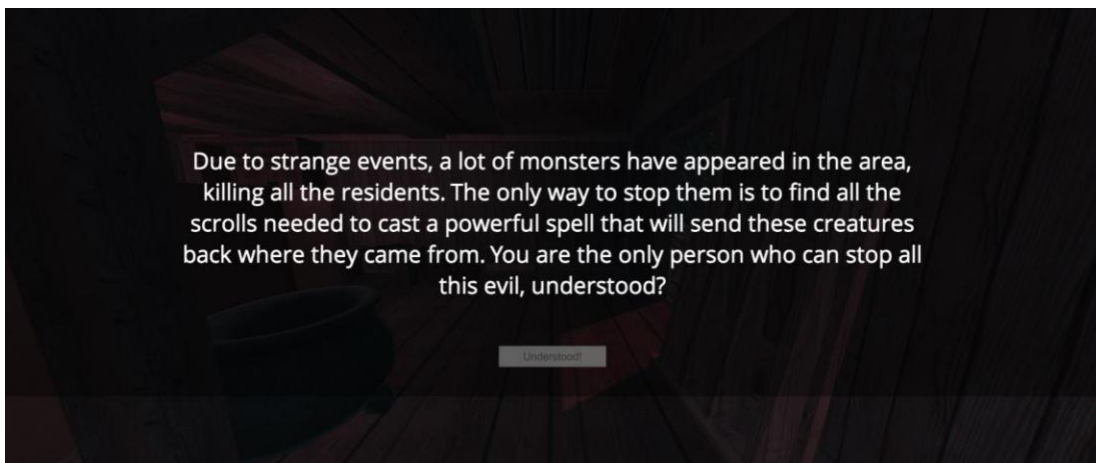 Due to strange events, a lot of monsters have appeared in the area,
killing all the residents. The only way to stop them is to find all the
scrolls needed to cast a powerful spell that will send these creatures
back where they came from. You are the only person who can stop all
this evil, understood?
Understood!